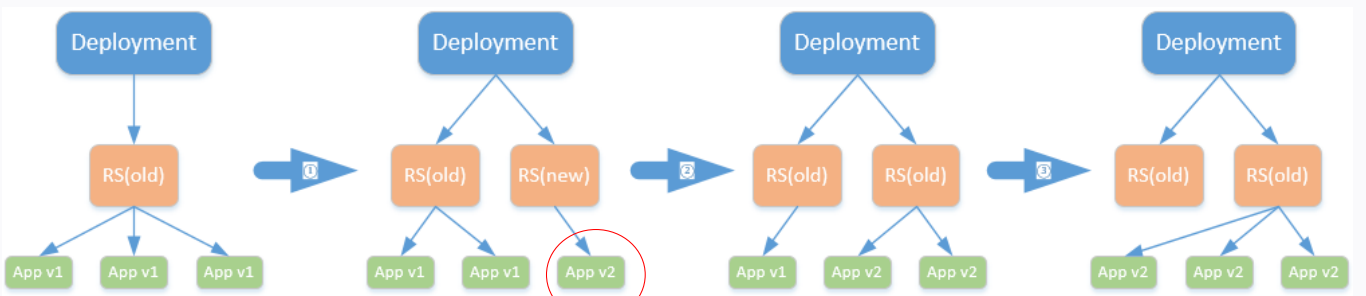 Deployment
Deployment
Deployment
Deployment
RS(old)
①
RS(old)
RS(new)
②
RS(old)
RS(old)
③
RS(old)
RS(old)
App v1
App v1
App v1
App v1
App v1
App v2
App v1
App v2
App v2
App v2
App v2
App v2